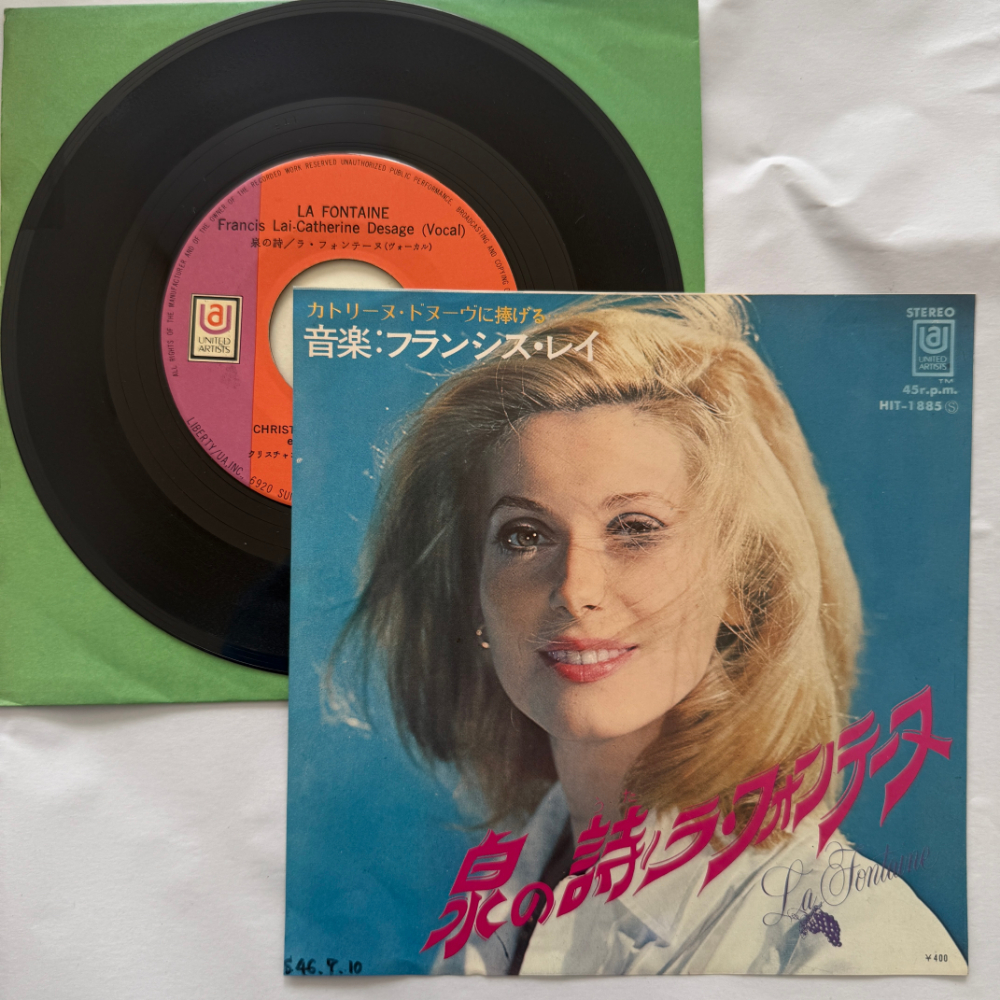 ALL RIGHTS OF THE MANUFACTURER AND OF THE OWNER OF THE RECORDED WORK RESERVED UNAUTHORIZED PUBLIC PERFORMANCE, BROADCASTING AND COPYING
LA FONTAINE
Francis Lai-Catherine Desage (Vocal)
泉の詩/ラ・フォンテーヌ(ヴォーカル)
UA
UNITED
ARTISTS
CHRIST
クリスチャ
LIBERTY/UA, INC. 6920
カトリーヌ・ドヌーヴに捧げる
音楽:フランシス・レイ
STEREO
UA
UNITED
ARTISTS
TM
45r.p.m.
HIT-1885Ⓢ
泉の詩/ラ・フォンテーヌ
La Fontaine
¥400
S46.9.10